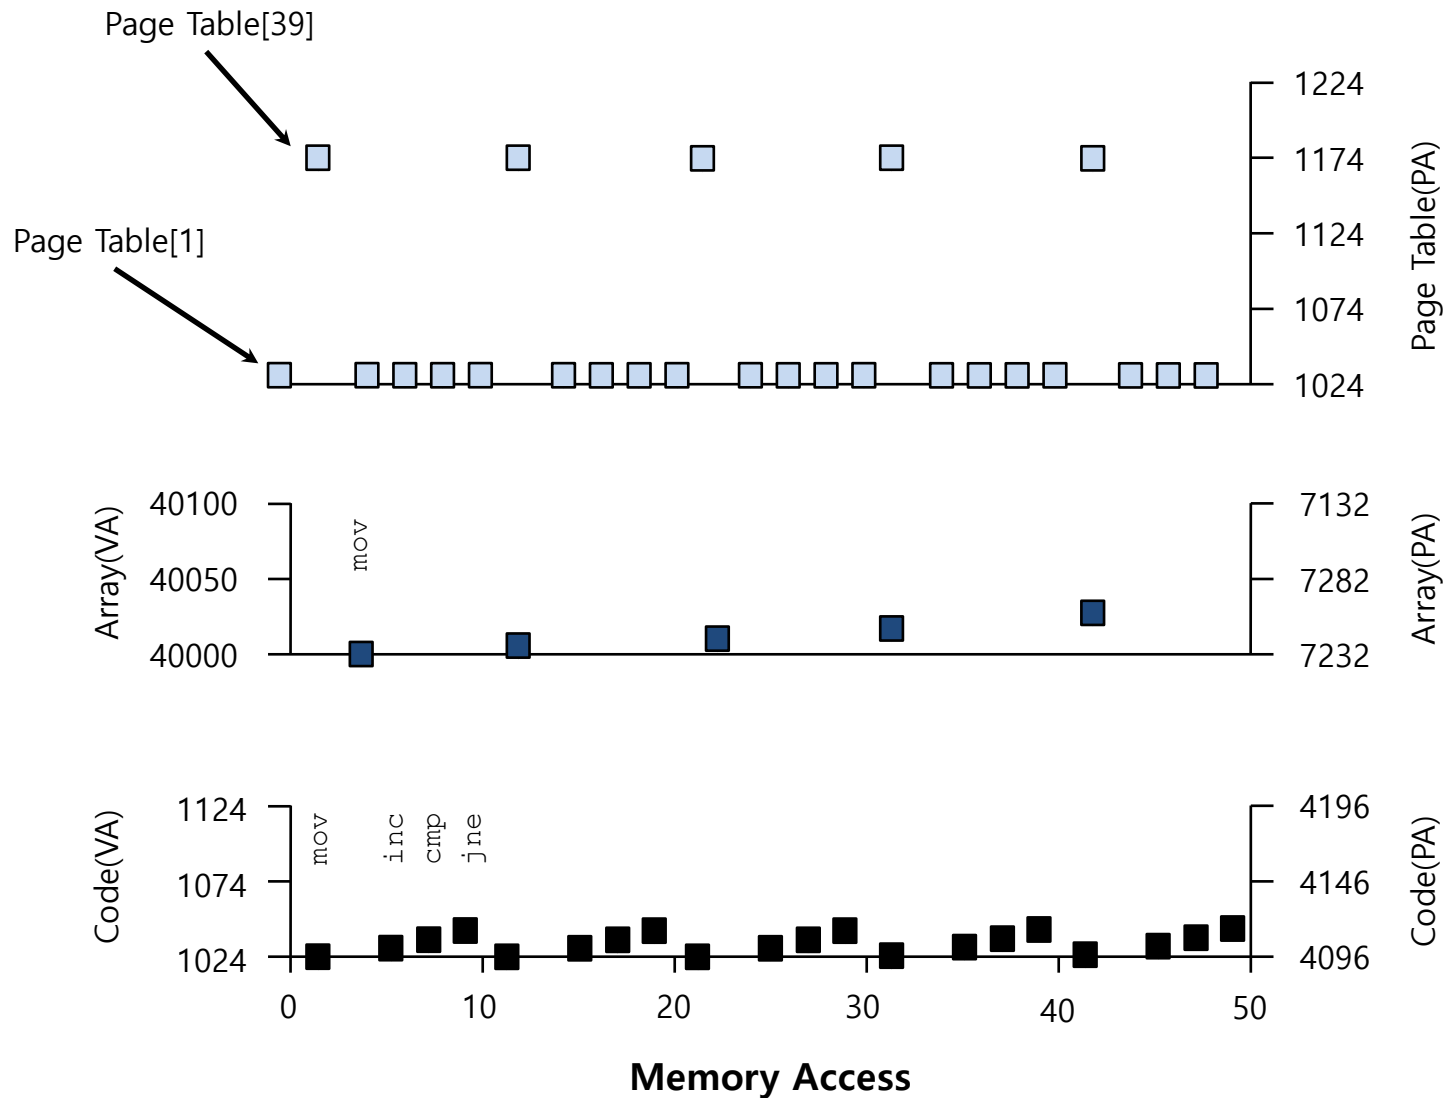 Page Table[39]
Page Table[1]
1224
1174
1124
1074
1024
Page Table(PA)
Array(VA)
40100
40050
40000
mov
7132
7282
7232
Array(PA)
Code(VA)
1124
1074
1024
mov
inc
cmp
jne
4196
4146
4096
Code(PA)
0
10
20
30
40
50
Memory Access